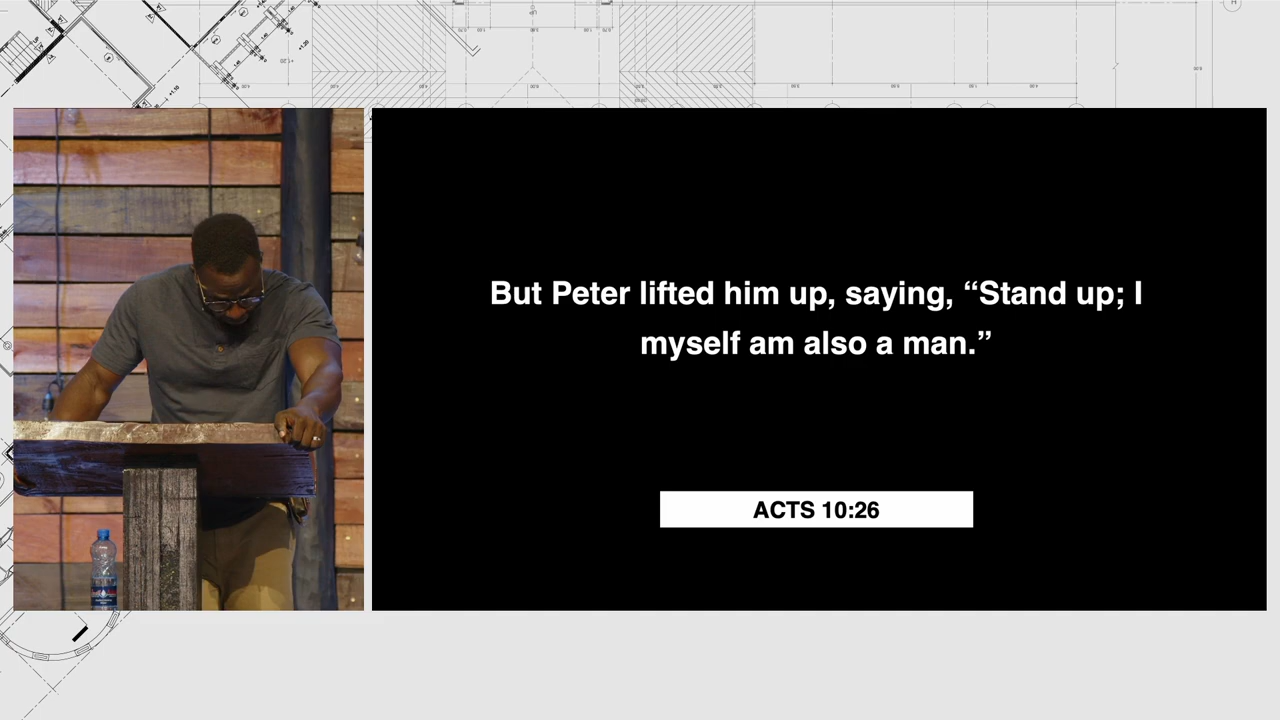 But Peter lifted him up, saying, “Stand up; I
myself am also a man.”
ACTS 10:26